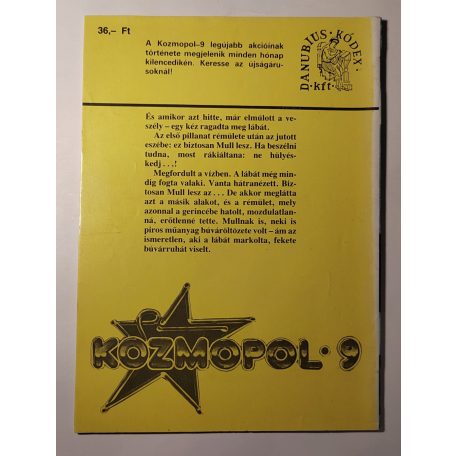 36,– Ft
A Kozmopol–9 legújabb akcióinak
története megjelenik minden hónap
kilencedikén. Keresse az újságáru-
soknál!
DANUBIUS · KÓDEX ·
· kft ·
És amikor azt hitte, már elmúlott a ve-
szély – egy kéz ragadta meg lábát.
Az első pillanat rémülete után az jutott
eszébe: ez biztosan Mull lesz. Ha beszélni
tudna, most rákiáltana: ne hülyés-
kedj . . .!
Megfordult a vízben. A lábát még min-
dig fogta valaki. Vanta hátranézett. Biz-
tosan Mull lesz az . . . De akkor meglátta
azt a másik alakot, és a rémület, mely
azonnal a gerincébe hatolt, mozdulatlan-
ná, erőtlenné tette. Mullnak is, neki is
piros műanyag búváröltözete volt – ám az
ismeretlen, aki a lábát markolta, fekete
búvárruhát viselt.
KOZMOPOL · 9